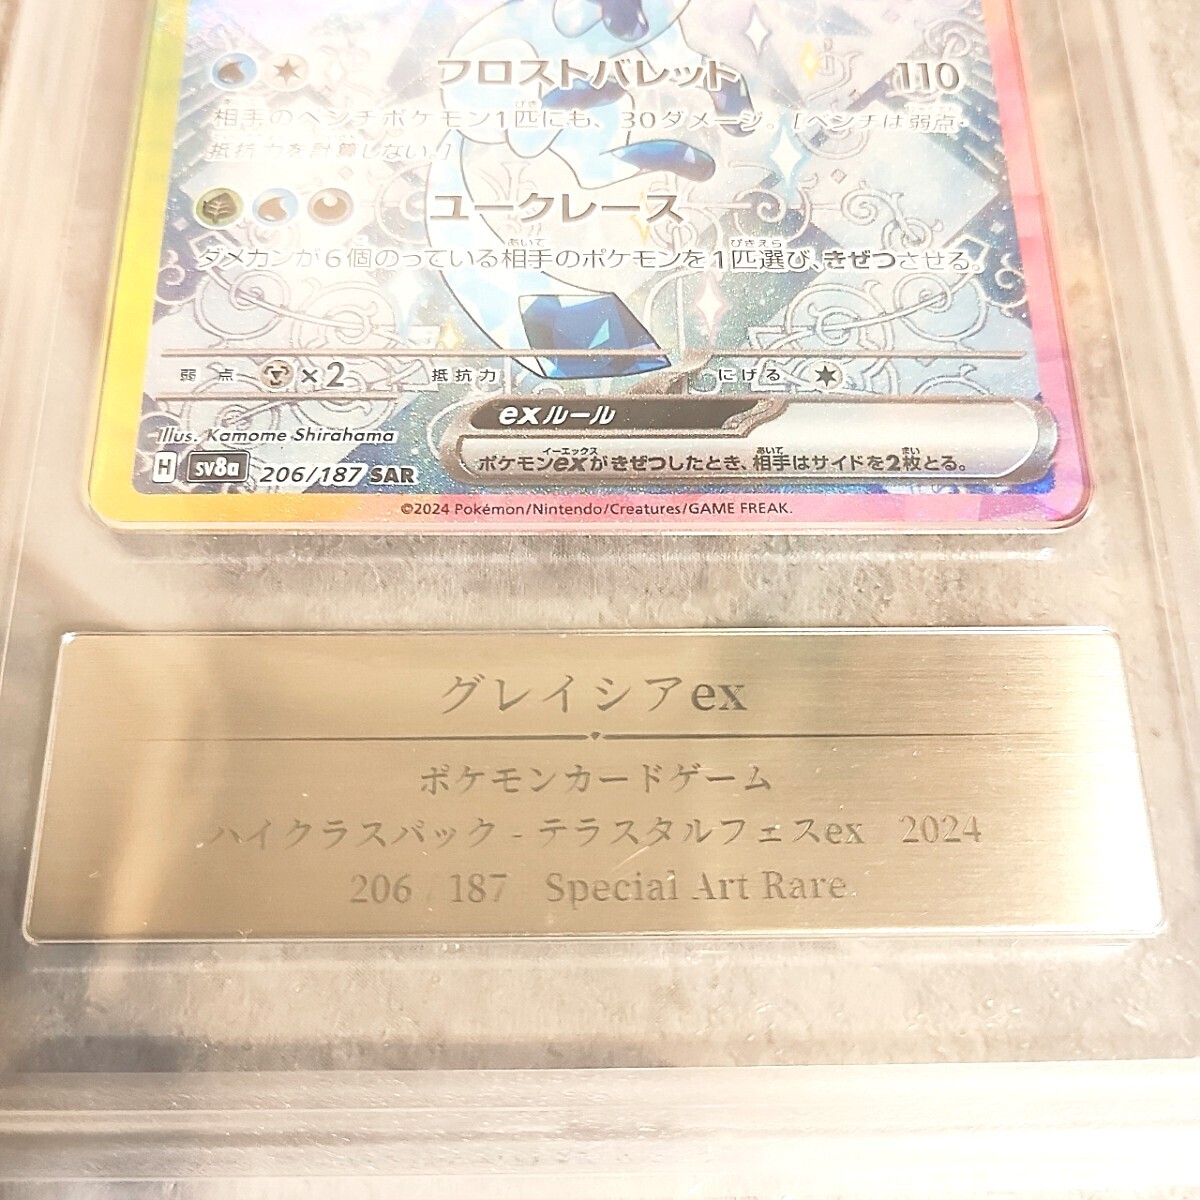 フロストバレット 110
相手のベンチポケモン1匹にも、30ダメージ。［ベンチは弱点・
抵抗力を計算しない。］
ユークレース
ダメカンが6個のっている相手のポケモンを1匹選び、きぜつさせる。
弱点 ×2 抵抗力 にげる
exルール
ポケモンexがきぜつしたとき、相手はサイドを2枚とる。
Illus. Kamome Shirahama
H sv8a 206/187 SAR
©2024 Pokémon/Nintendo/Creatures/GAME FREAK.
グレイシアex
ポケモンカードゲーム
ハイクラスパック - テラスタルフェスex 2024
206 / 187 Special Art Rare